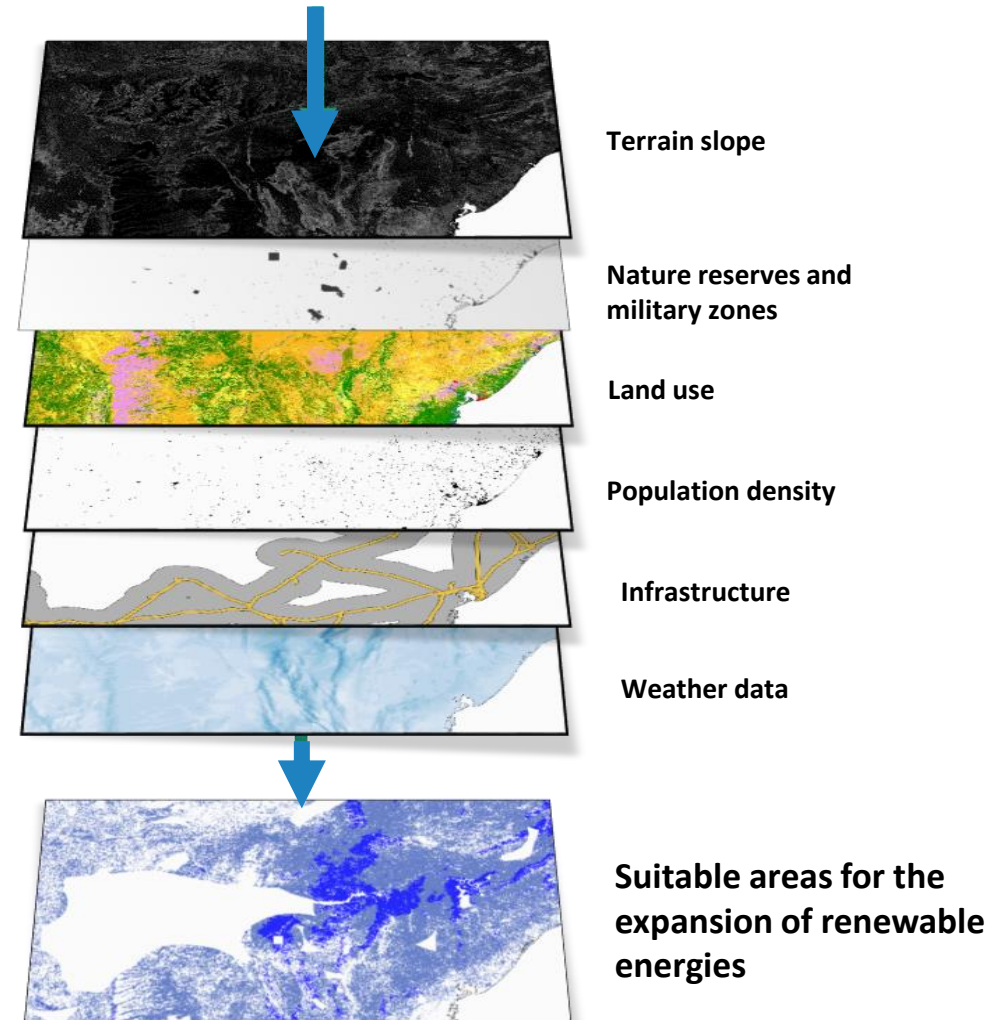 Terrain slope
Nature reserves and
military zones
Land use
Population density
Infrastructure
Weather data
Suitable areas for the
expansion of renewable
energies